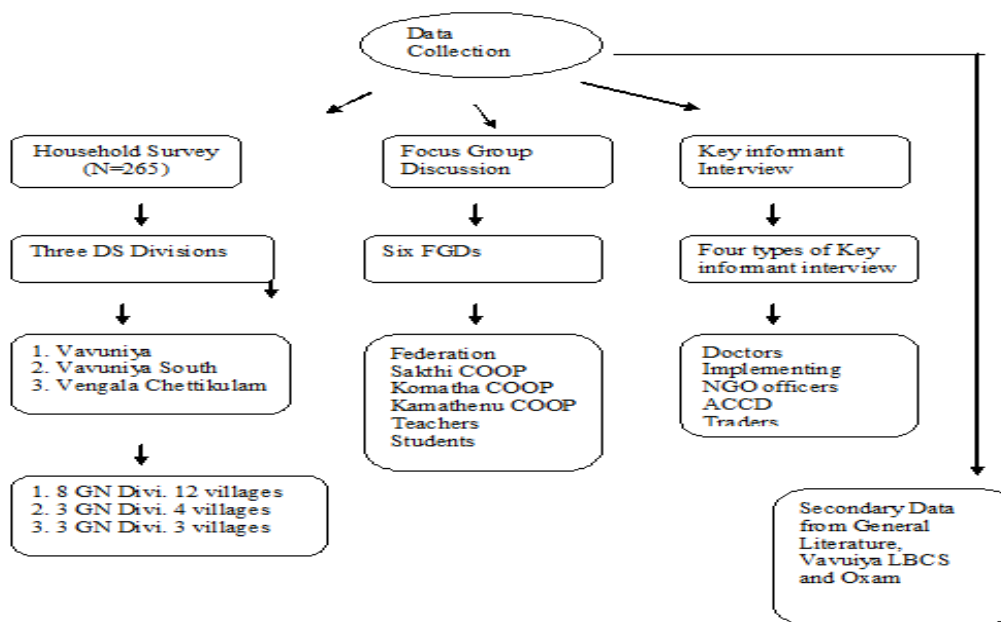 Data
Collection
Household Survey
(N=265)
Focus Group
Discussion
Key informant
Interview
Three DS Divisions
Six FGDs
Four types of Key
informant interview
1. Vavuniya
2. Vavuniya South
3. Vengala Chettikulam
Federation
Sakthi COOP
Komatha COOP
Kamathenu COOP
Teachers
Students
Doctors
Implementing
NGO officers
ACCD
Traders
1. 8 GN Divi. 12 villages
2. 3 GN Divi. 4 villages
3. 3 GN Divi. 3 villages
Secondary Data
from General
Literature,
Vavuiya LBCS
and Oxam